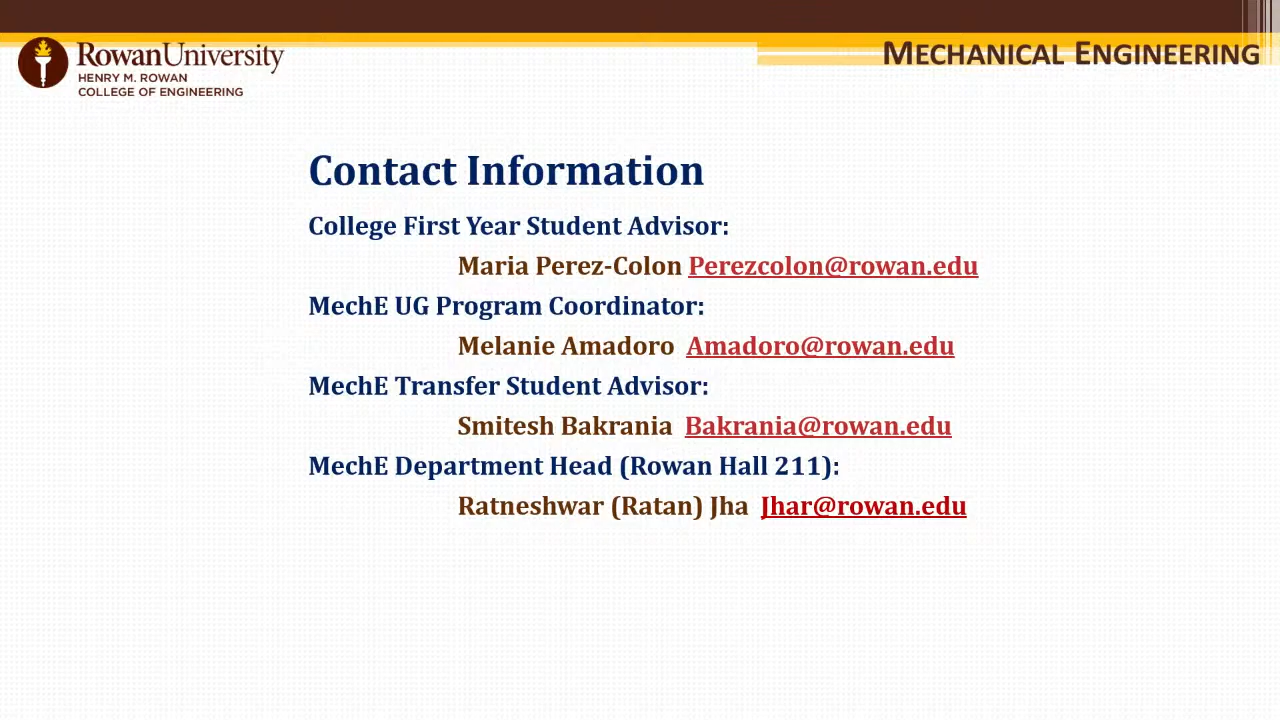 RowanUniversity
HENRY M. ROWAN
COLLEGE OF ENGINEERING
MECHANICAL ENGINEERING
Contact Information
College First Year Student Advisor:
Maria Perez-Colon Perezcolon@rowan.edu
MechE UG Program Coordinator:
Melanie Amadoro Amadoro@rowan.edu
MechE Transfer Student Advisor:
Smitesh Bakrania Bakrania@rowan.edu
MechE Department Head (Rowan Hall 211):
Ratneshwar (Ratan) Jha Jhar@rowan.edu